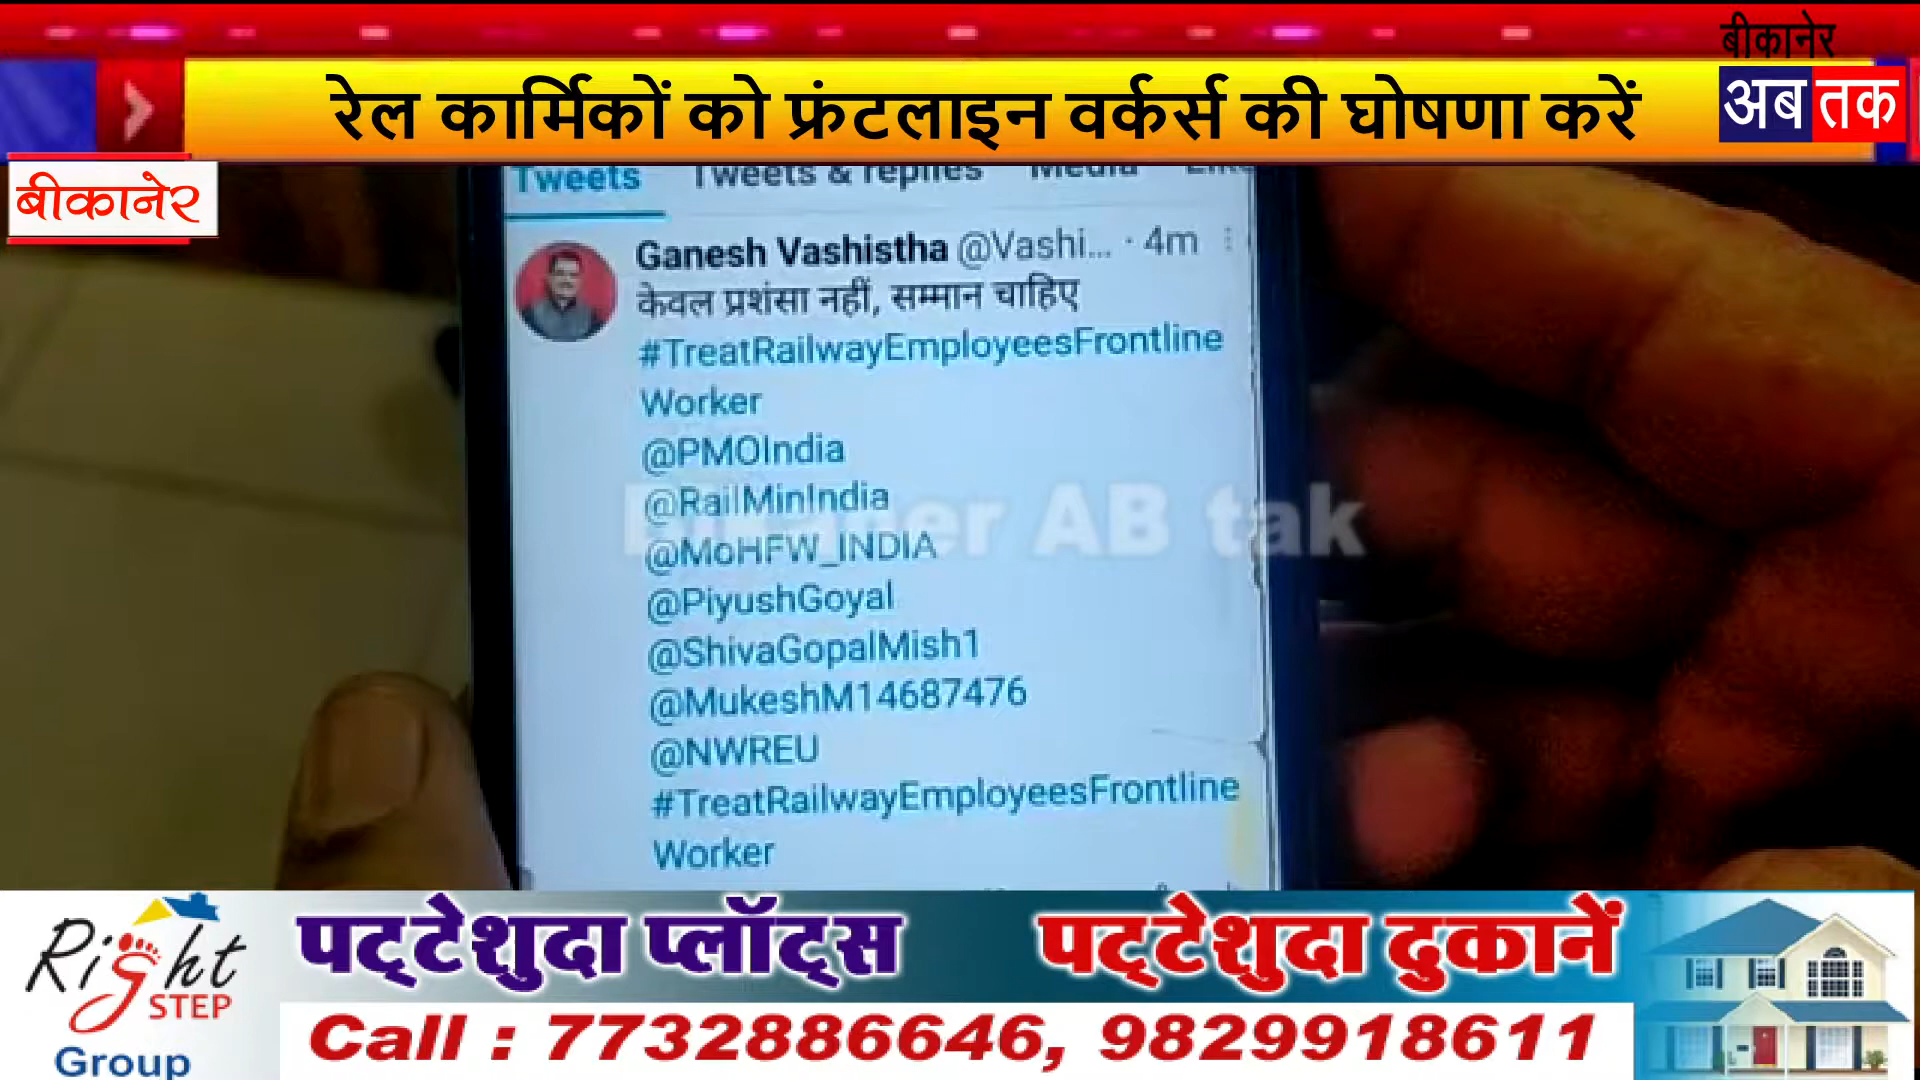 बीकानेर
रेल कार्मिकों को फ्रंटलाइन वर्कर्स की घोषणा करें
अब तक
बीकानेर
Tweets Tweets & replies Media
Ganesh Vashistha @Vashi... · 4m
केवल प्रशंसा नहीं, सम्मान चाहिए
#TreatRailwayEmployeesFrontline
Worker
@PMOIndia
@RailMinIndia
@MoHFW_INDIA
@PiyushGoyal
@ShivaGopalMish1
@MukeshM14687476
@NWREU
#TreatRailwayEmployeesFrontline
Worker
Bikaner AB tak
Right STEP Group
पट्टेशुदा प्लॉट्स पट्टेशुदा दुकानें
Call : 7732886646, 9829918611